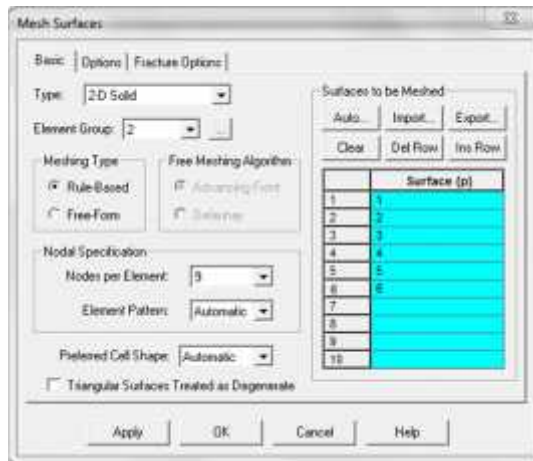 Mesh Surfaces
Basic Options Fracture Options
Type: 2-D Solid
Element Group: 2 ...
Meshing Type
Rule-Based
Free-Form
Free Meshing Algorithm
Advancing Front
Delaunay
Nodal Specification
Nodes per Element: 9
Element Pattern: Automatic
Preferred Cell Shape: Automatic
Triangular Surfaces Treated as Degenerate
Surfaces to be Meshed
Auto... Import... Export...
Clear Del Row Ins Row
Surface (p)
1 1
2 2
3 3
4 4
5 5
6 6
7
8
9
10
Apply OK Cancel Help